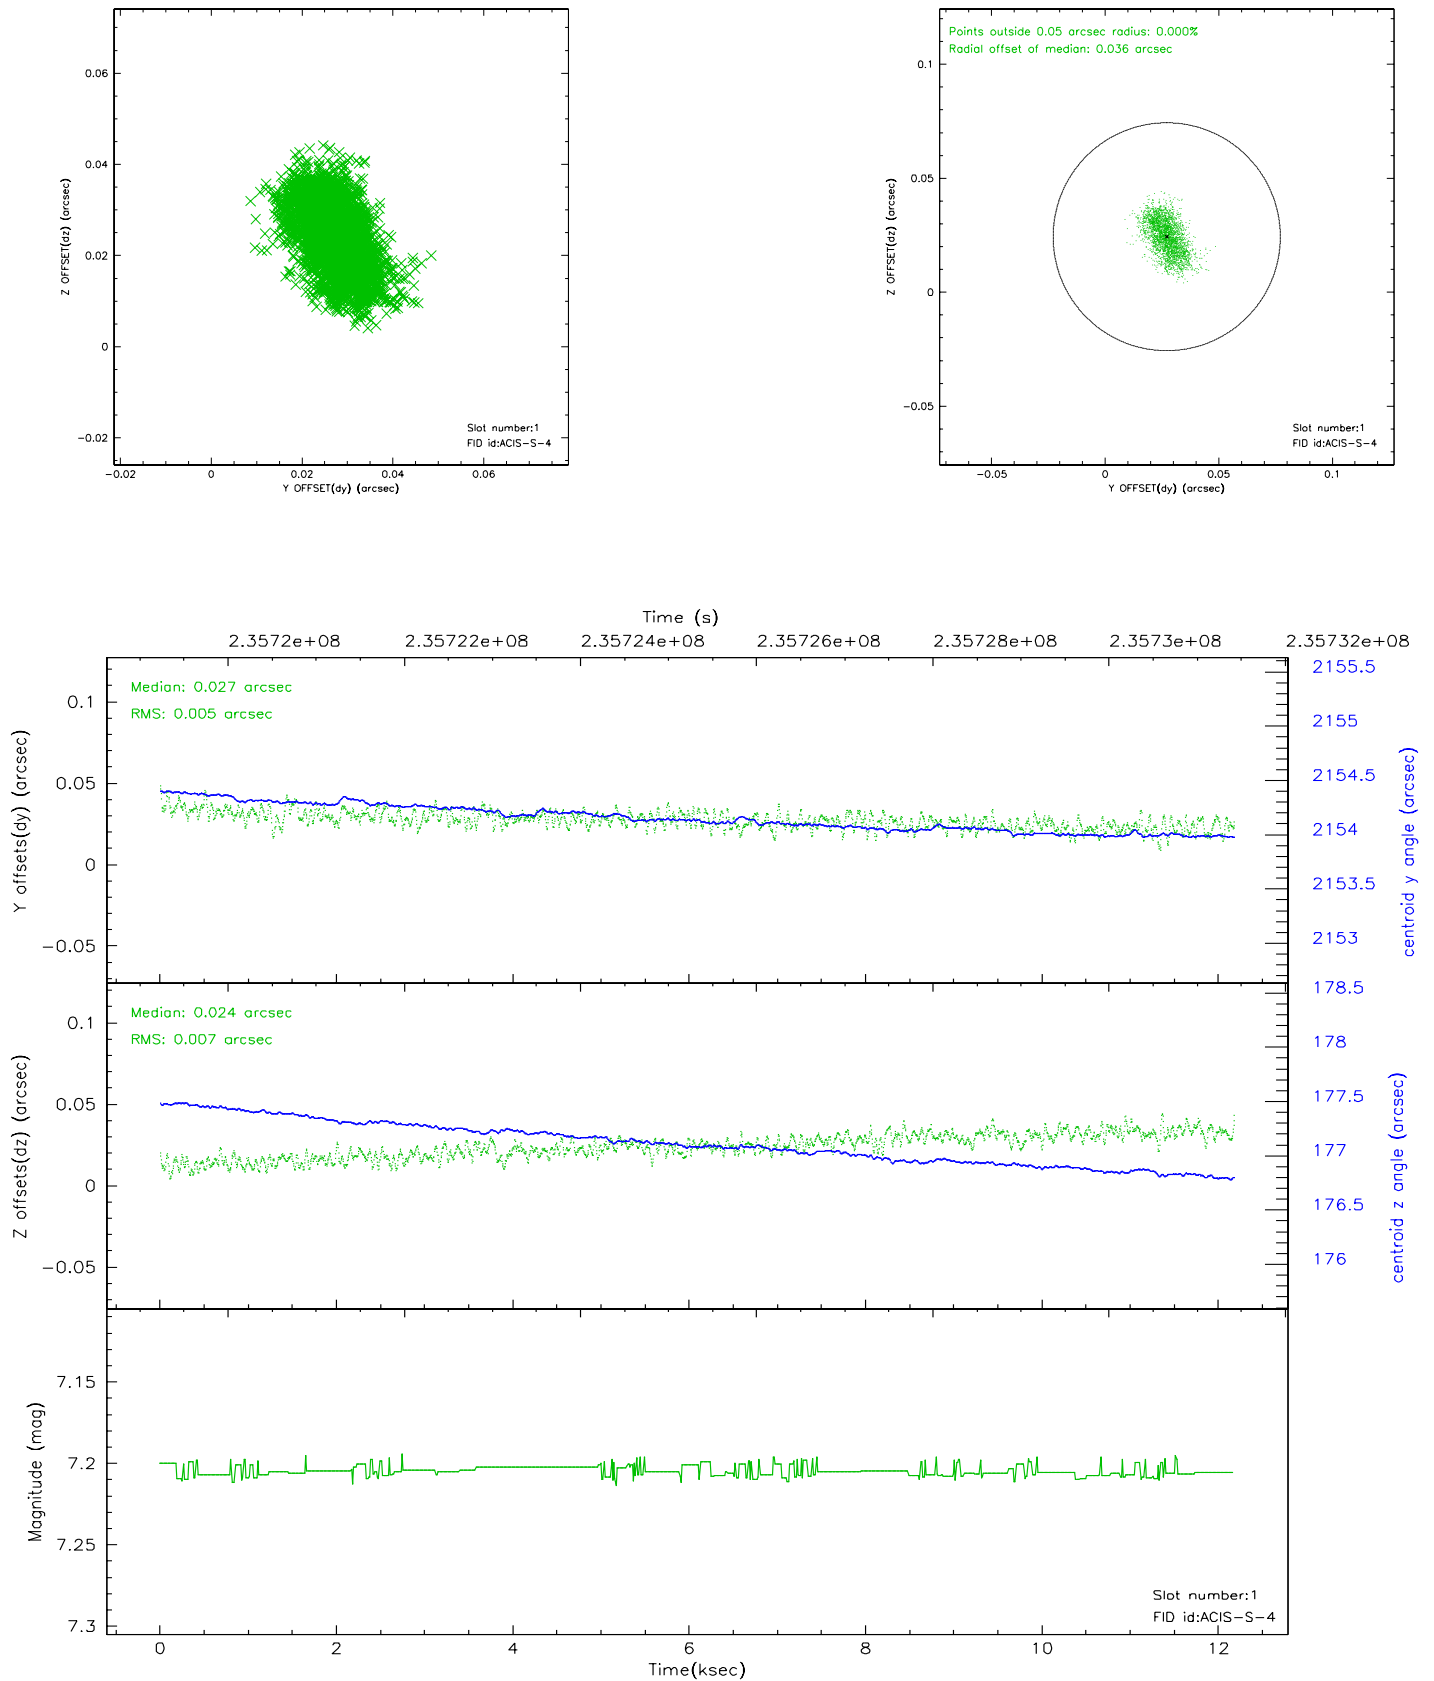 0.06
0.04
0.02
0
−0.02
Z OFFSET(dz) (arcsec)
Slot number:1
FID id:ACIS−S−4
−0.02 0 0.02 0.04 0.06
Y OFFSET(dy) (arcsec)
Points outside 0.05 arcsec radius: 0.000%
Radial offset of median: 0.036 arcsec
0.1
0.05
0
−0.05
Z OFFSET(dz) (arcsec)
Slot number:1
FID id:ACIS−S−4
−0.05 0 0.05 0.1
Y OFFSET(dy) (arcsec)
Time (s)
2.3572e+08 2.35722e+08 2.35724e+08 2.35726e+08 2.35728e+08 2.3573e+08 2.35732e+08
Median: 0.027 arcsec
RMS: 0.005 arcsec
0.1
0.05
0
−0.05
Y offsets(dy) (arcsec)
2155.5
2155
2154.5
2154
2153.5
2153
centroid y angle (arcsec)
Median: 0.024 arcsec
RMS: 0.007 arcsec
0.1
0.05
0
−0.05
Z offsets(dz) (arcsec)
178.5
178
177.5
177
176.5
176
centroid z angle (arcsec)
7.15
7.2
7.25
7.3
Magnitude (mag)
Slot number:1
FID id:ACIS−S−4
0 2 4 6 8 10 12
Time(ksec)